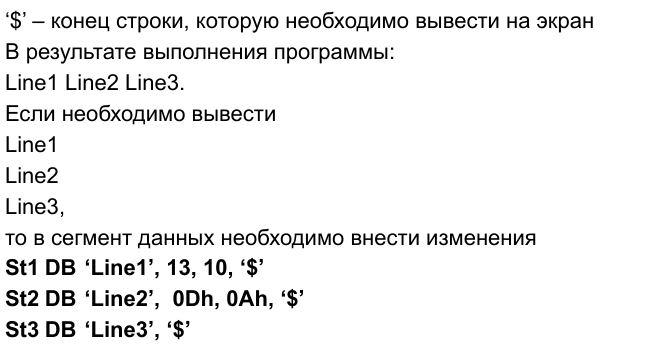 ‘$’ – конец строки, которую необходимо вывести на экран
В результате выполнения программы:
Line1 Line2 Line3.
Если необходимо вывести
Line1
Line2
Line3,
то в сегмент данных необходимо внести изменения
St1 DB ‘Line1’, 13, 10, ‘$’
St2 DB ‘Line2’,  0Dh, 0Ah, ‘$’
St3 DB ‘Line3’, ‘$’